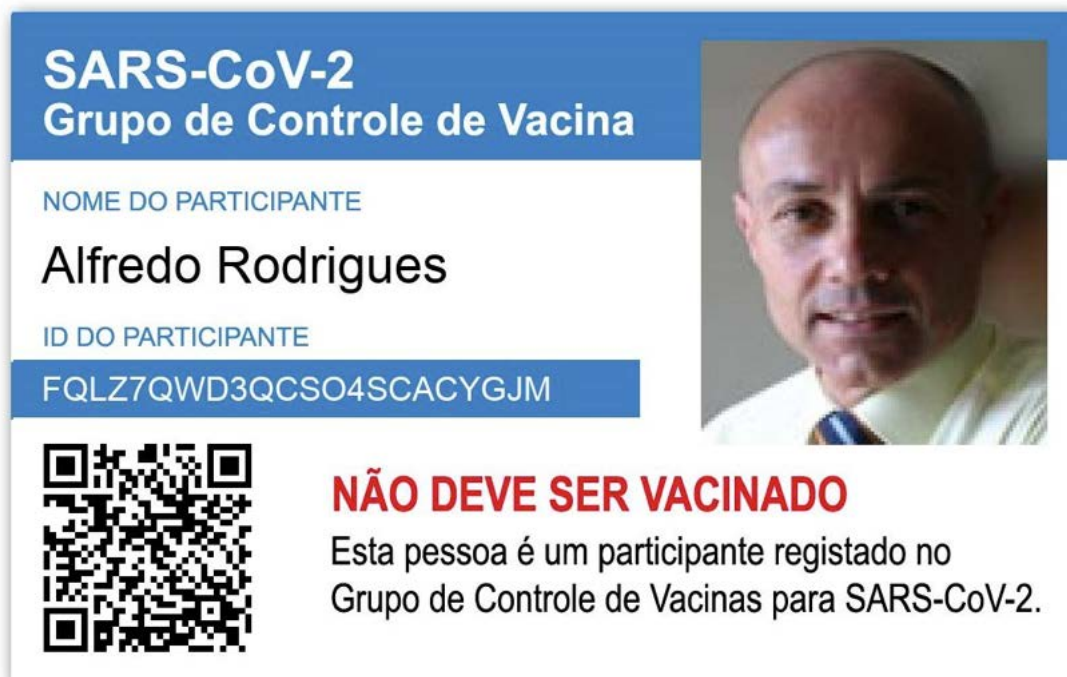 SARS-CoV-2
Grupo de Controle de Vacina
NOME DO PARTICIPANTE
Alfredo Rodrigues
ID DO PARTICIPANTE
FQLZ7QWD3QCSO4SCACYGJM
NÃO DEVE SER VACINADO
Esta pessoa é um participante registado no
Grupo de Controle de Vacinas para SARS-CoV-2.